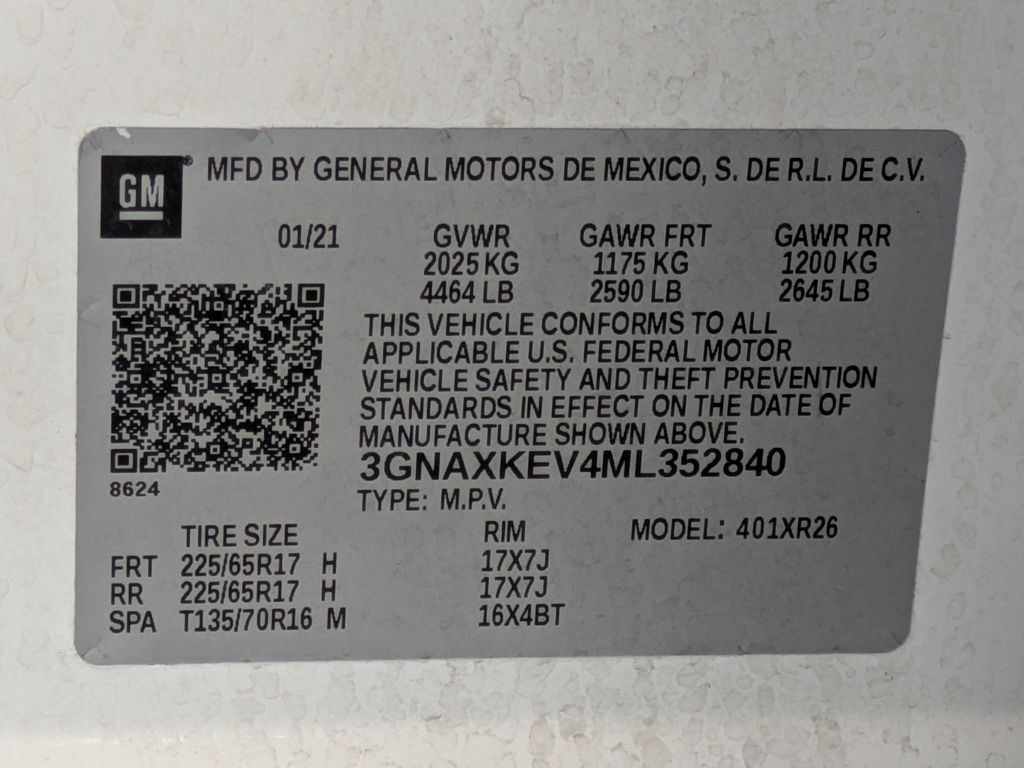 GM® MFD BY GENERAL MOTORS DE MEXICO, S. DE R.L. DE C.V.
01/21 GVWR GAWR FRT GAWR RR
2025 KG 1175 KG 1200 KG
4464 LB 2590 LB 2645 LB
THIS VEHICLE CONFORMS TO ALL
APPLICABLE U.S. FEDERAL MOTOR
VEHICLE SAFETY AND THEFT PREVENTION
STANDARDS IN EFFECT ON THE DATE OF
MANUFACTURE SHOWN ABOVE.
3GNAXKEV4ML352840
8624
TYPE: M.P.V.
TIRE SIZE RIM MODEL: 401XR26
FRT 225/65R17 H 17X7J
RR 225/65R17 H 17X7J
SPA T135/70R16 M 16X4BT